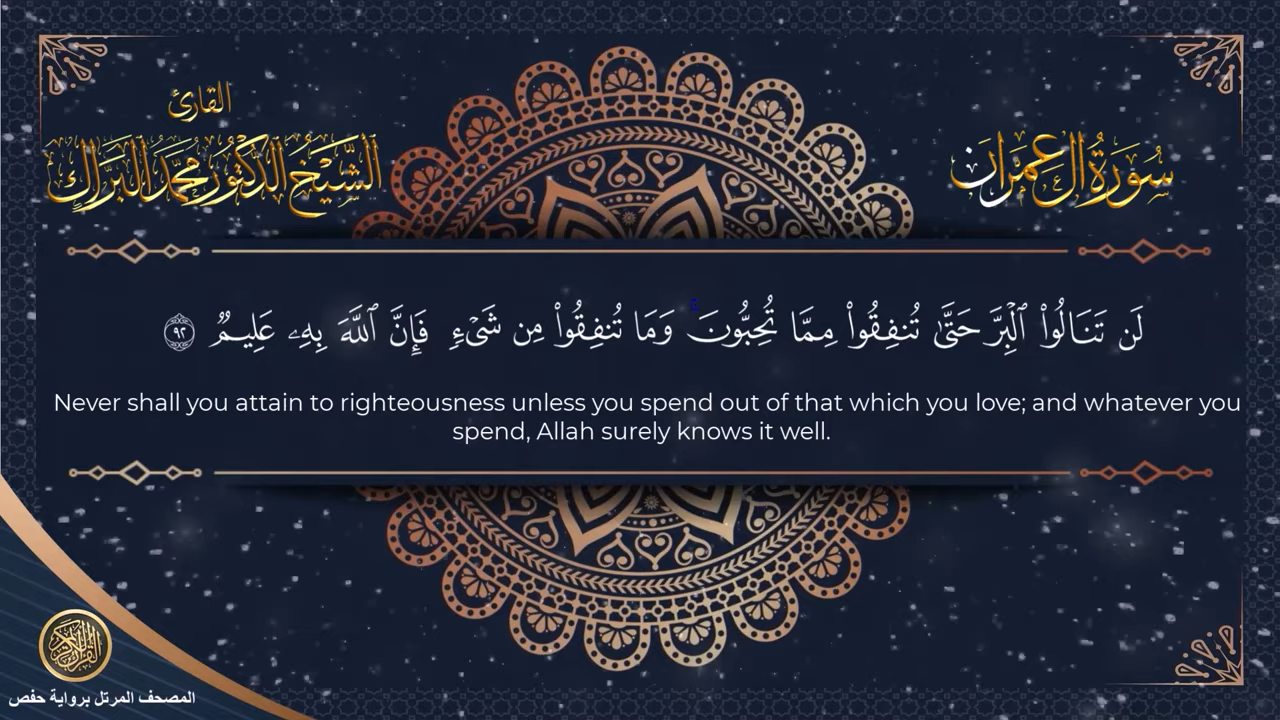 القارئ
الشيخ الدكتور محمد البراك
سورة آل عمران
لَن تَنَالُوا۟ ٱلْبِرَّ حَتَّىٰ تُنفِقُوا۟ مِمَّا تُحِبُّونَ ۚ وَمَا تُنفِقُوا۟ مِن شَىْءٍ فَإِنَّ ٱللَّهَ بِهِۦ عَلِيمٌ ٩٢
Never shall you attain to righteousness unless you spend out of that which you love; and whatever you
spend, Allah surely knows it well.
القرآن الكريم
المصحف المرتل برواية حفص